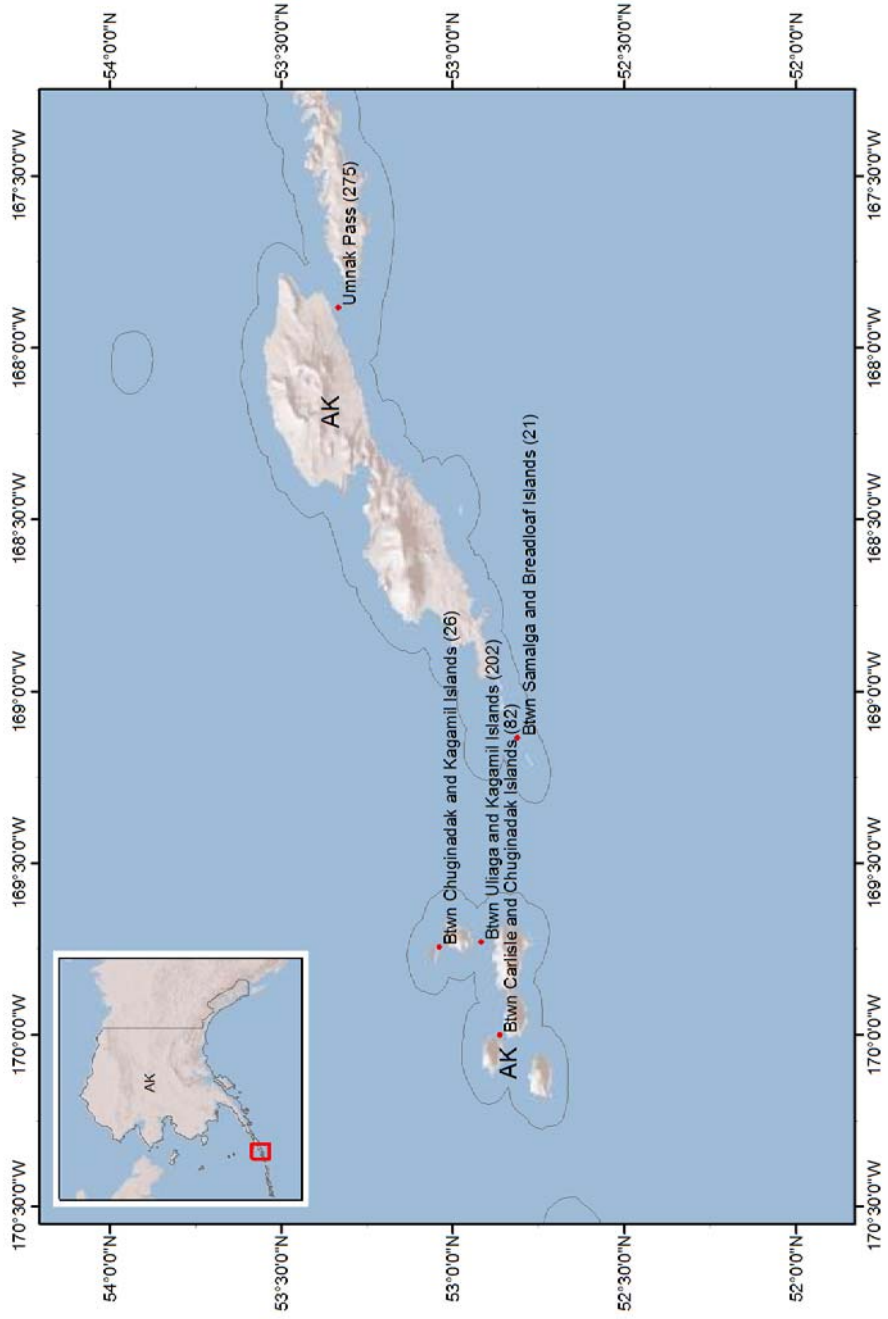 170°30'0"W
170°0'0"W
169°30'0"W
169°0'0"W
168°30'0"W
168°0'0"W
167°30'0"W
54°0'0"N
54°0'0"N
53°30'0"N
53°30'0"N
53°0'0"N
53°0'0"N
52°30'0"N
52°30'0"N
52°0'0"N
52°0'0"N
AK
AK
Umnak Pass (275)
Btwn Chuginadak and Kagamil Islands (26)
Btwn Uliaga and Kagamil Islands (202)
Btwn Carlisle and Chuginadak Islands (82)
Btwn Samalga and Breadloaf Islands (21)
AK
170°30'0"W
170°0'0"W
169°30'0"W
169°0'0"W
168°30'0"W
168°0'0"W
167°30'0"W